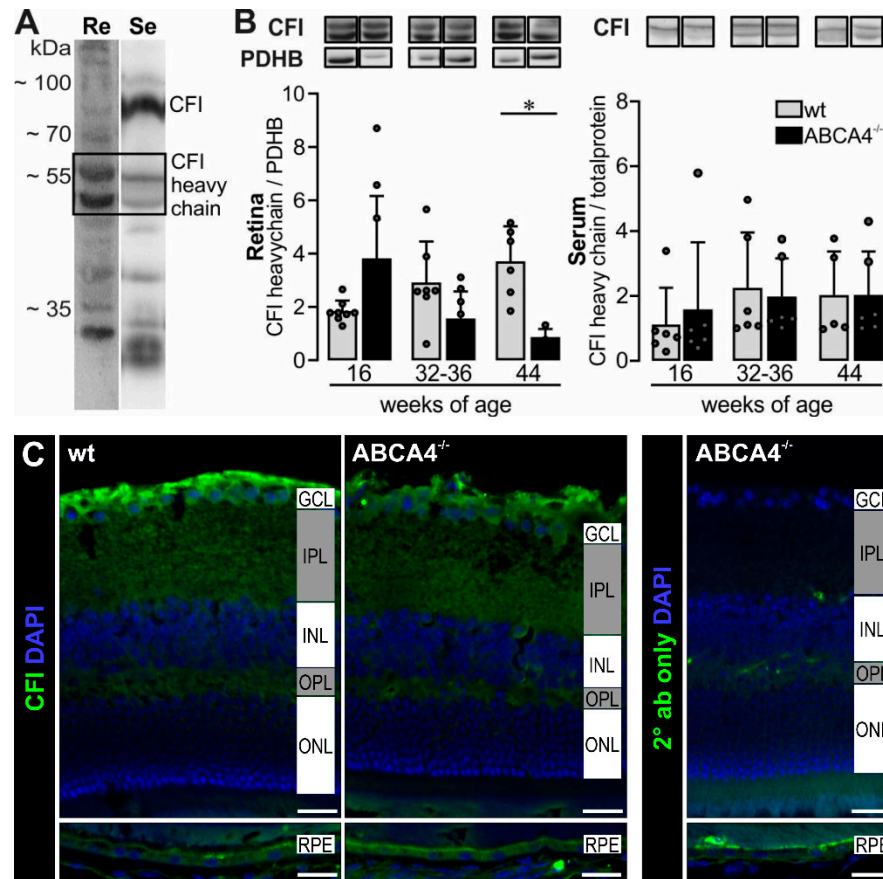 A
kDa
Re Se
~ 100
~ 70
~ 55
~ 35
CFI
CFI
heavy
chain
B
CFI
PDHB
Retina
CFI heavychain / PDHB
10
8
6
4
2
0
*
16 32-36 44
weeks of age
CFI
Serum
CFI heavy chain / totalprotein
8
6
4
2
0
wt
ABCA4-/-
16 32-36 44
weeks of age
C
CFI DAPI
wt
GCL
IPL
INL
OPL
ONL
RPE
ABCA4-/-
GCL
IPL
INL
OPL
ONL
RPE
2° ab only DAPI
ABCA4-/-
GCL
IPL
INL
OPL
ONL
RPE